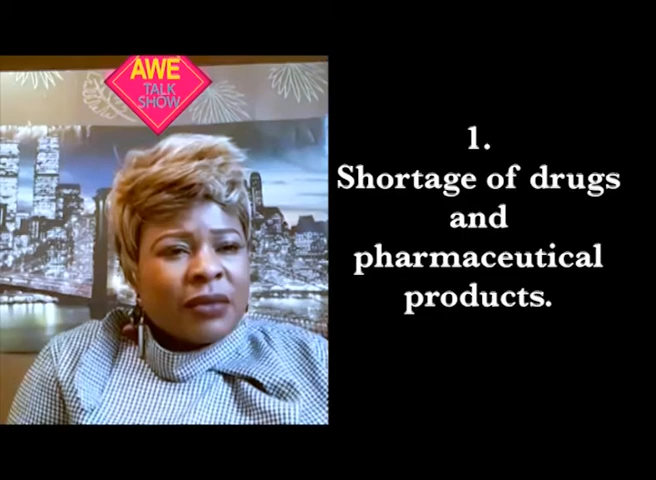 AWE
TALK
SHOW
1.
Shortage of drugs
and
pharmaceutical
products.